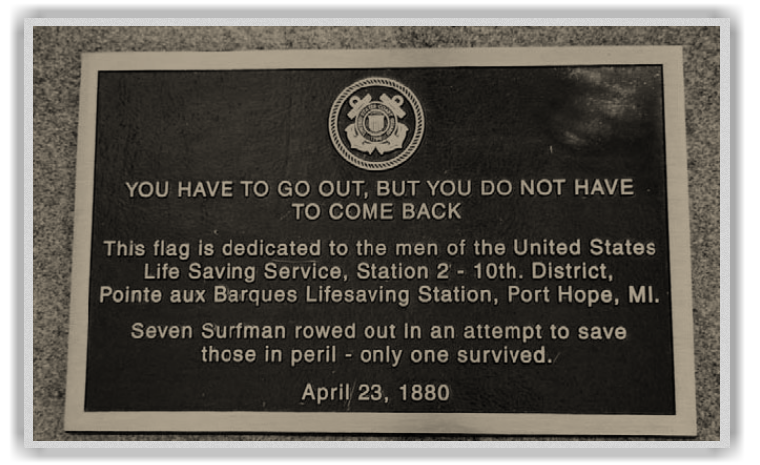 YOU HAVE TO GO OUT, BUT YOU DO NOT HAVE
TO COME BACK
This flag is dedicated to the men of the United States
Life Saving Service, Station 2 - 10th. District,
Pointe aux Barques Lifesaving Station, Port Hope, MI.
Seven Surfman rowed out in an attempt to save
those in peril - only one survived.
April 23, 1880